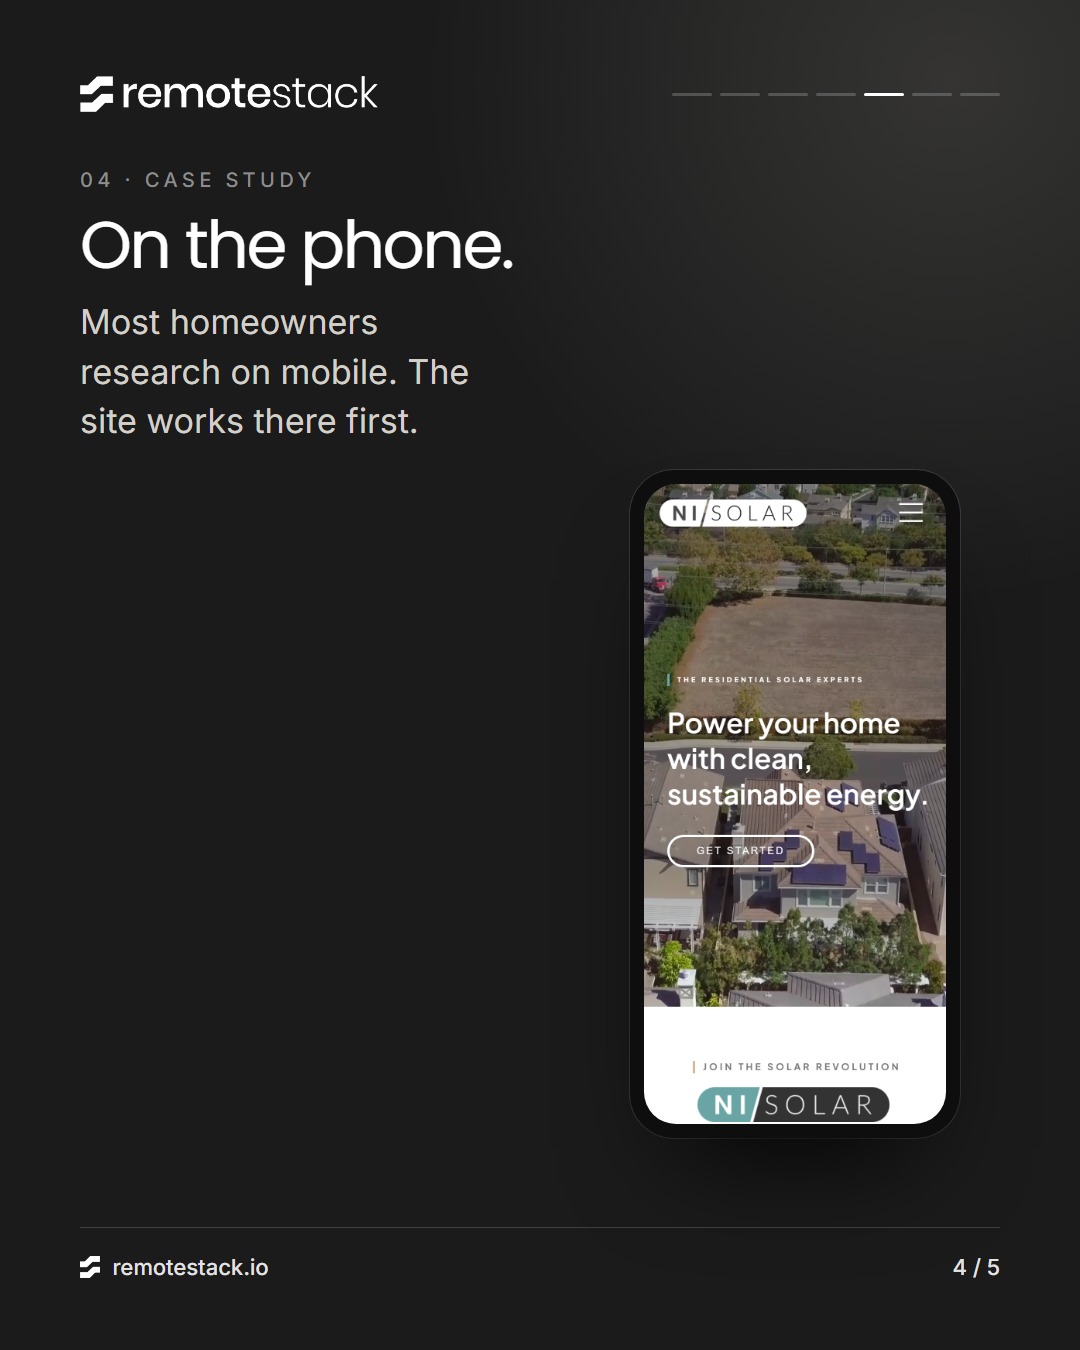 remotestack
04 · CASE STUDY
On the phone.
Most homeowners
research on mobile. The
site works there first.
NI/SOLAR
THE RESIDENTIAL SOLAR EXPERTS
Power your home
with clean,
sustainable energy.
GET STARTED
JOIN THE SOLAR REVOLUTION
NI/SOLAR
remotestack.io
4 / 5